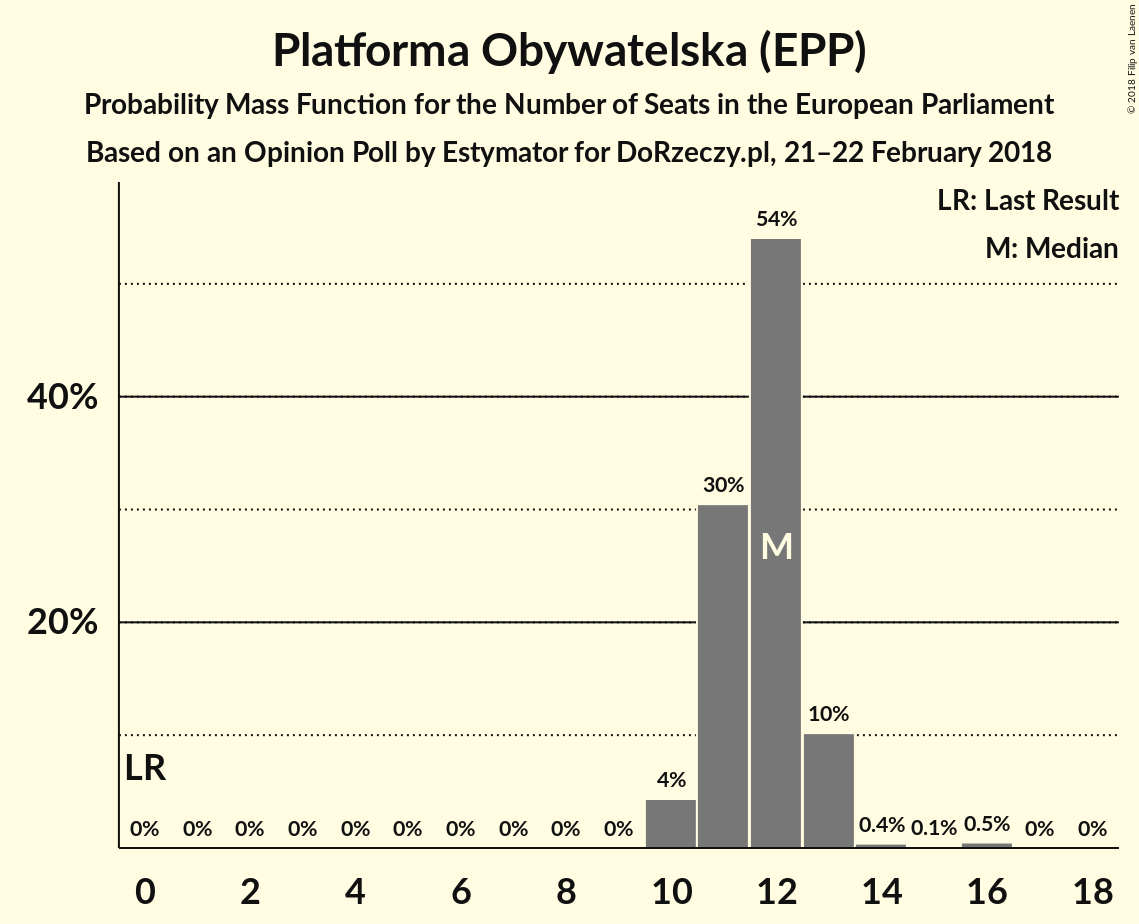 Platforma Obywatelska (EPP)
Probability Mass Function for the Number of Seats in the European Parliament
Based on an Opinion Poll by Estymator for DoRzeczy.pl, 21–22 February 2018
© 2018 Filip van Laenen
LR: Last Result
M: Median
54%
40%
30%
M
20%
10%
LR
4%
0% 0% 0% 0% 0% 0% 0% 0% 0% 0% 0.4% 0.1% 0.5% 0% 0%
0 2 4 6 8 10 12 14 16 18